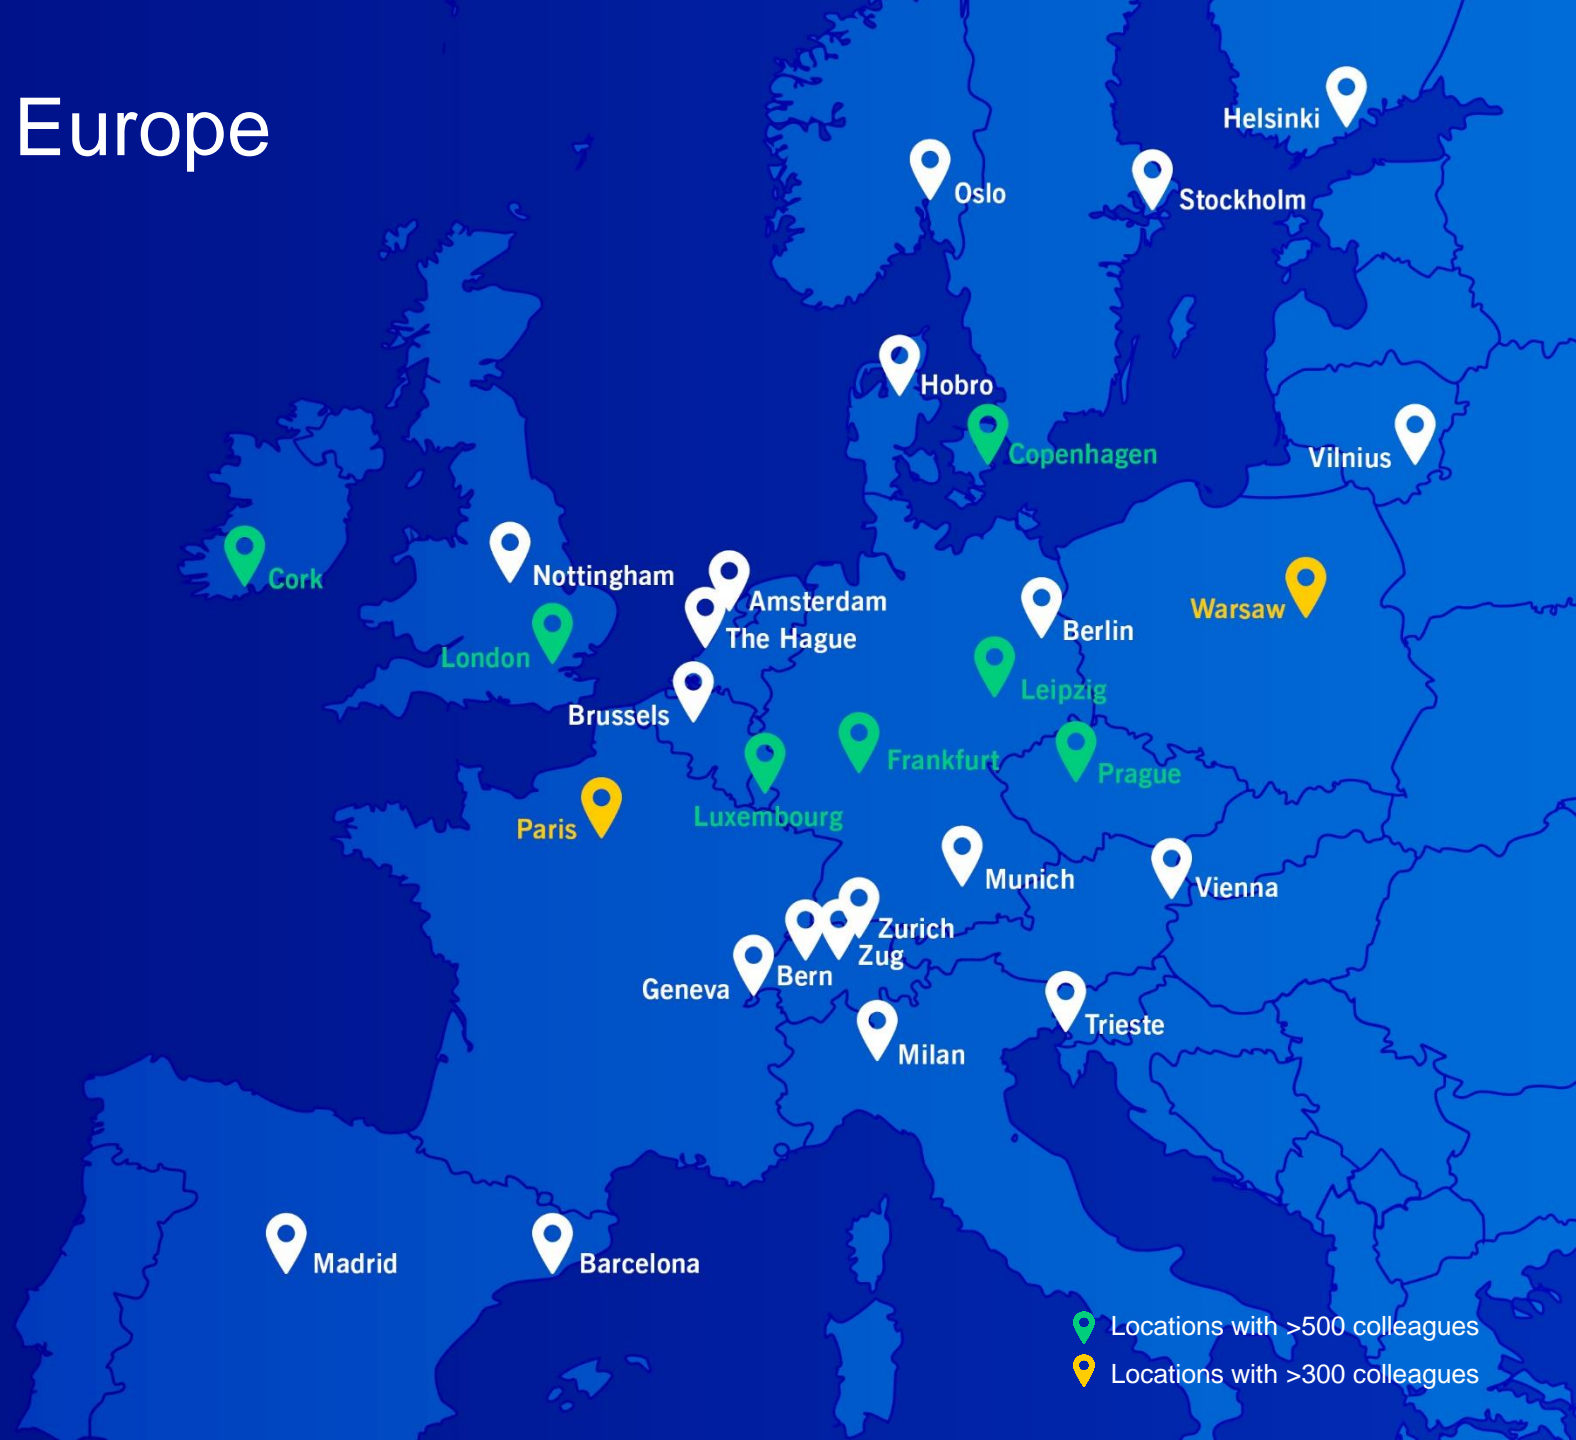 Europe
Helsinki
Oslo
Stockholm
Hobro
Copenhagen
Vilnius
Cork
Nottingham
Amsterdam
The Hague
Warsaw
Berlin
London
Leipzig
Brussels
Frankfurt
Prague
Luxembourg
Paris
Munich
Vienna
Zurich
Zug
Bern
Geneva
Trieste
Milan
Madrid
Barcelona
Locations with >500 colleagues
Locations with >300 colleagues